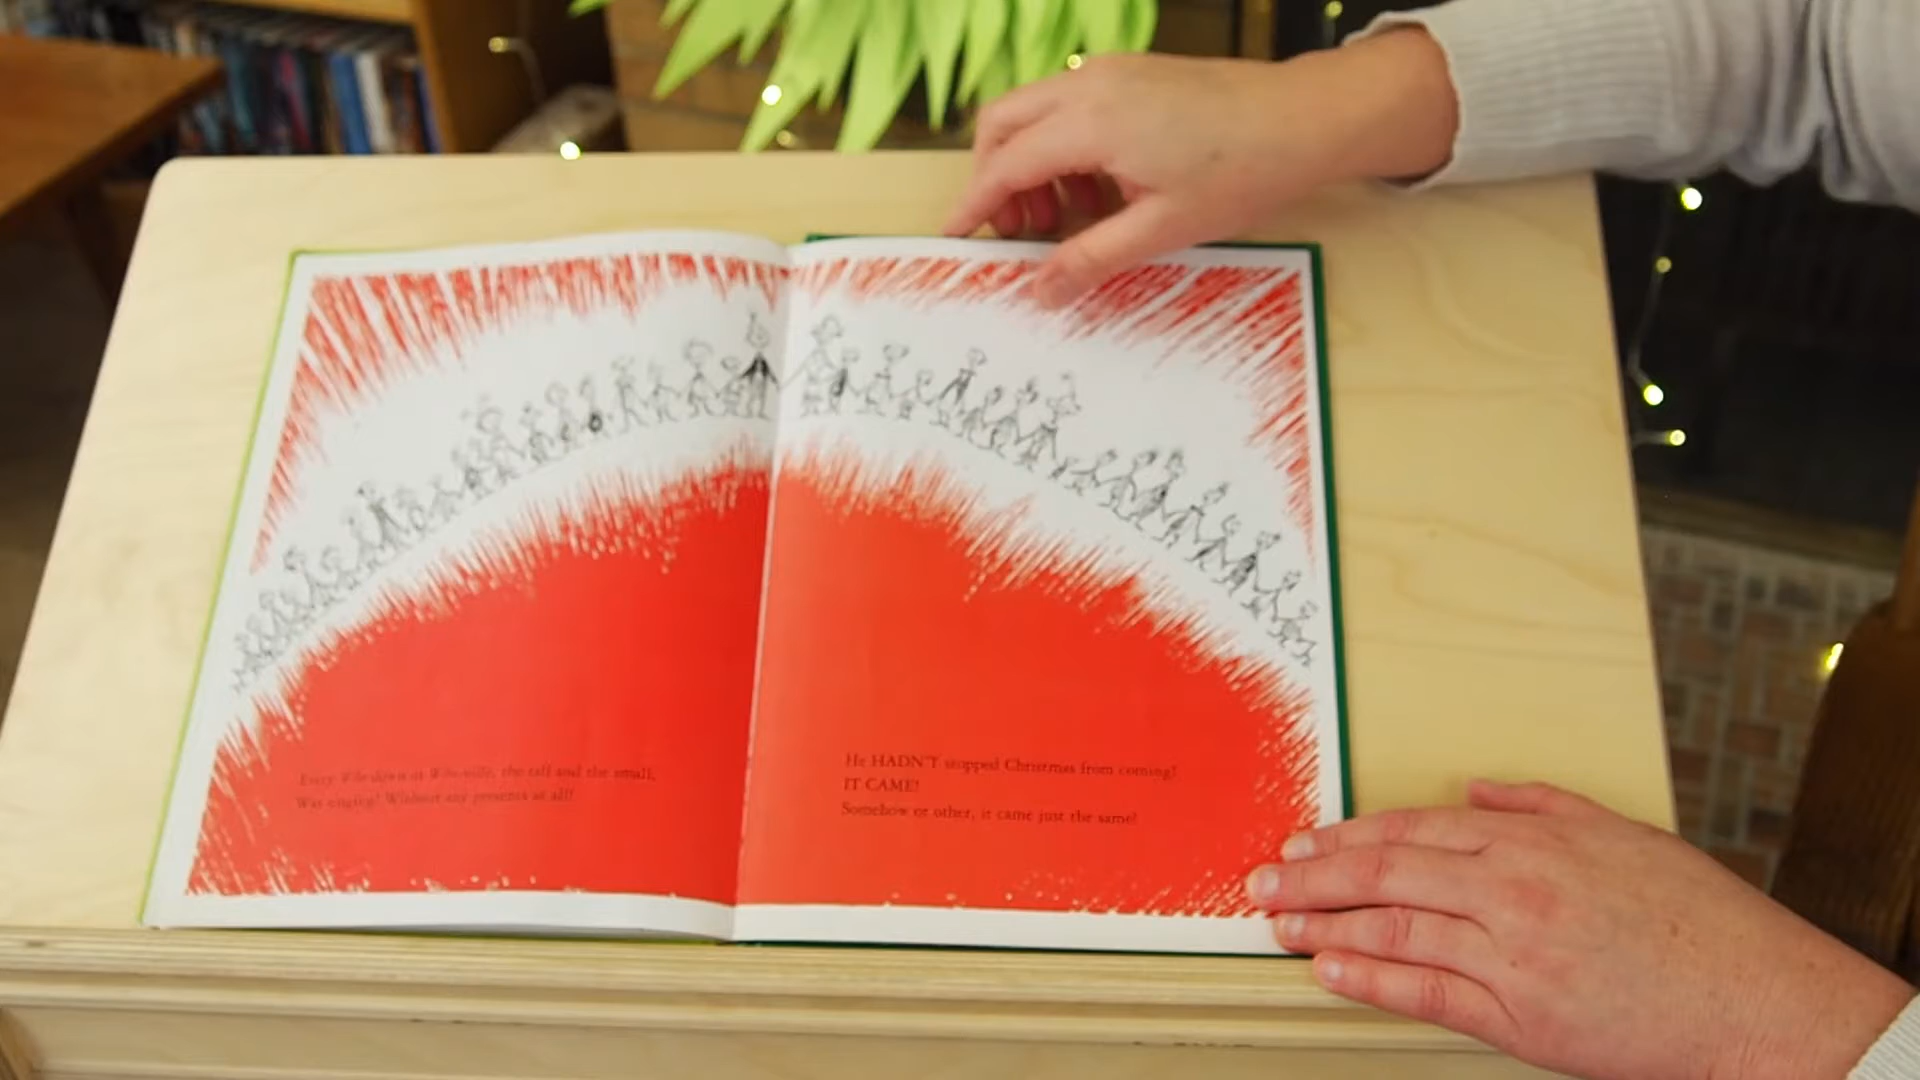 Every Who down in Who-ville, the tall and the small,
Was singing! Without any presents at all!
He HADN'T stopped Christmas from coming!
IT CAME!
Somehow or other, it came just the same!